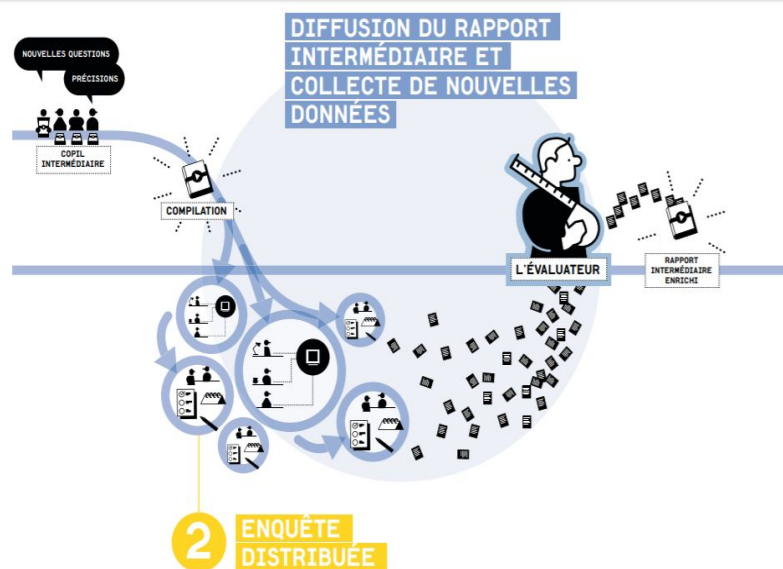 DIFFUSION DU RAPPORT
INTERMÉDIAIRE ET
COLLECTE DE NOUVELLES
DONNÉES
NOUVELLES QUESTIONS
PRÉCISIONS
COPIL
INTERMÉDIAIRE
COMPILATION
L'ÉVALUATEUR
RAPPORT
INTERMÉDIAIRE
ENRICHI
2
ENQUÊTE
DISTRIBUÉE